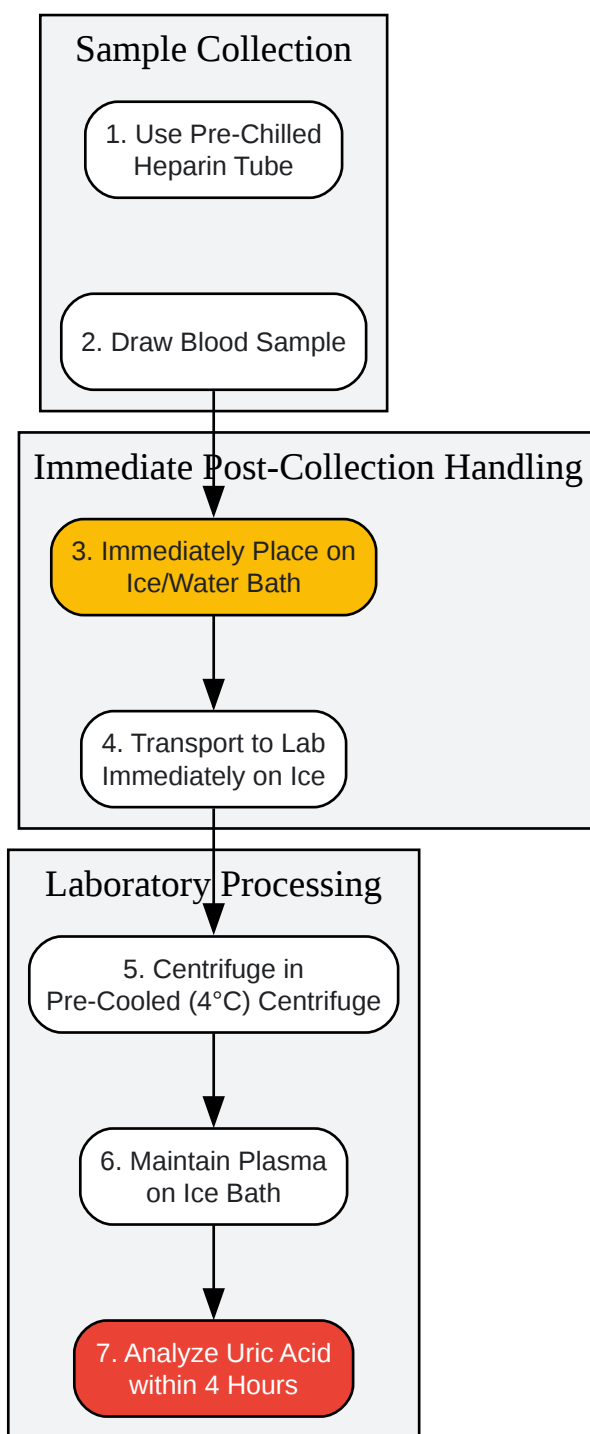 Sample Collection
1. Use Pre-Chilled
Heparin Tube
2. Draw Blood Sample
Immediate Post-Collection Handling
3. Immediately Place on
Ice/Water Bath
4. Transport to Lab
Immediately on Ice
Laboratory Processing
5. Centrifuge in
Pre-Cooled (4°C) Centrifuge
6. Maintain Plasma
on Ice Bath
7. Analyze Uric Acid
within 4 Hours